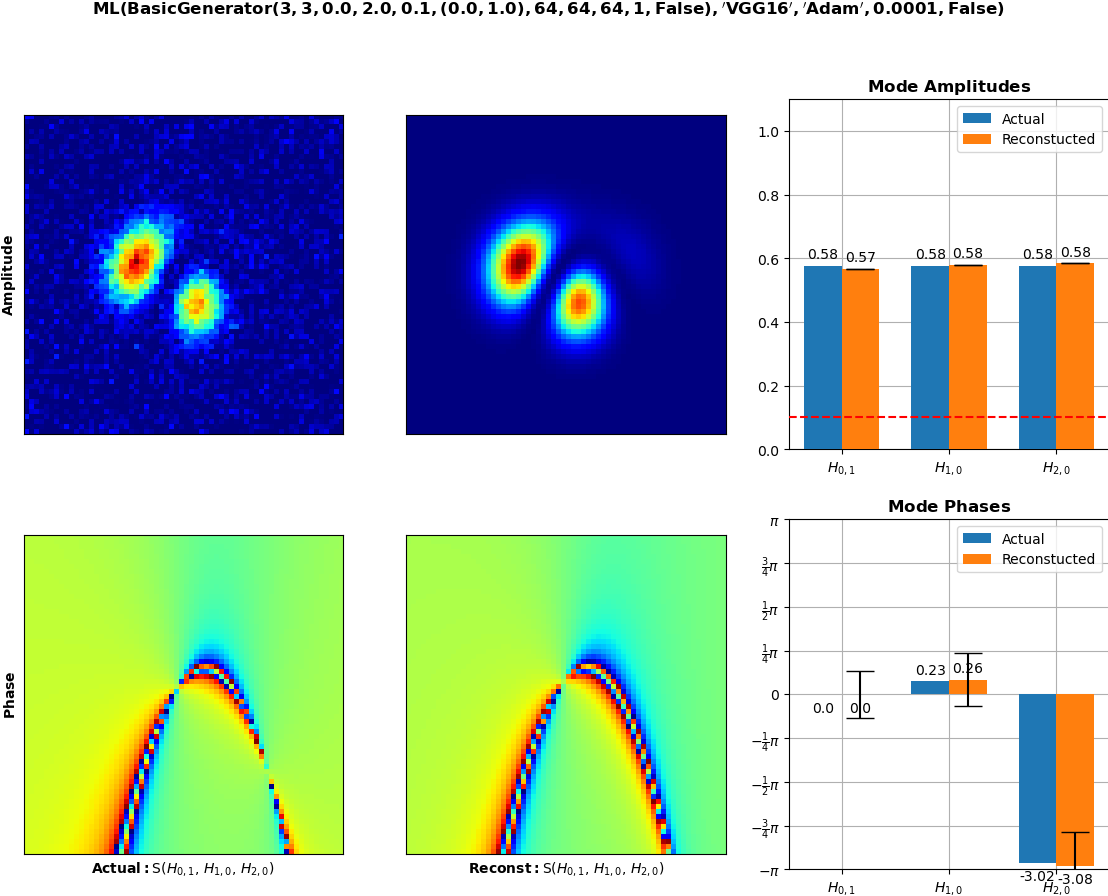 ML(BasicGenerator(3, 3, 0.0, 2.0, 0.1, (0.0, 1.0), 64, 64, 64, 1, False), ′VGG16′, ′Adam′, 0.0001, False)
Amplitude
Mode Amplitudes
Actual
Reconstucted
1.0
0.8
0.6
0.4
0.2
0.0
0.58
0.57
0.58
0.58
0.58
0.58
H0, 1
H1, 0
H2, 0
Phase
Actual: S(H0, 1, H1, 0, H2, 0)
Reconst: S(H0, 1, H1, 0, H2, 0)
Mode Phases
Actual
Reconstucted
π
3/4π
1/2π
1/4π
0
−1/4π
−1/2π
−3/4π
−π
0.0
0.0
0.23
0.26
-3.02
-3.08
H0, 1
H1, 0
H2, 0